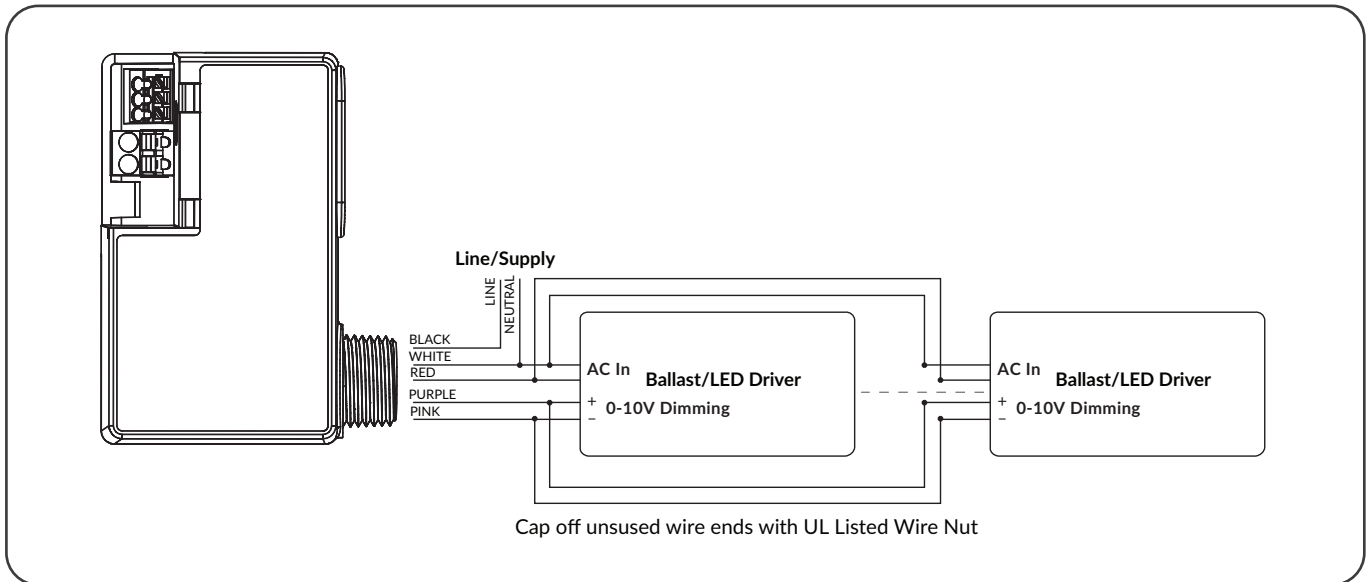 Line/Supply
LINE
NEUTRAL
BLACK
WHITE
RED
PURPLE
PINK
AC In
Ballast/LED Driver
+
0-10V Dimming
−
AC In
Ballast/LED Driver
+
0-10V Dimming
−
Cap off unsused wire ends with UL Listed Wire Nut